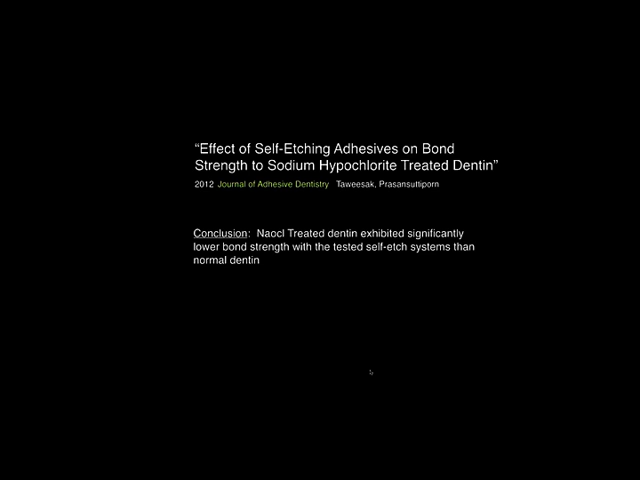 “Effect of Self-Etching Adhesives on Bond
Strength to Sodium Hypochlorite Treated Dentin”
2012 Journal of Adhesive Dentistry Taweesak, Prasansuttiporn
Conclusion: Naocl Treated dentin exhibited significantly
lower bond strength with the tested self-etch systems than
normal dentin